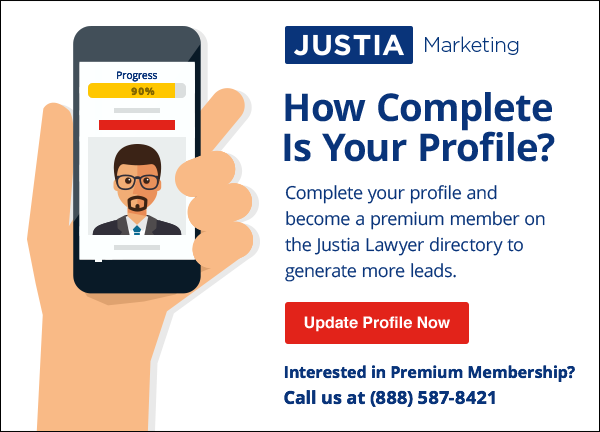 JUSTIA Marketing
Progress
90%
How Complete
Is Your Profile?
Complete your profile and
become a premium member on
the Justia Lawyer directory to
generate more leads.
Update Profile Now
Interested in Premium Membership?
Call us at (888) 587-8421